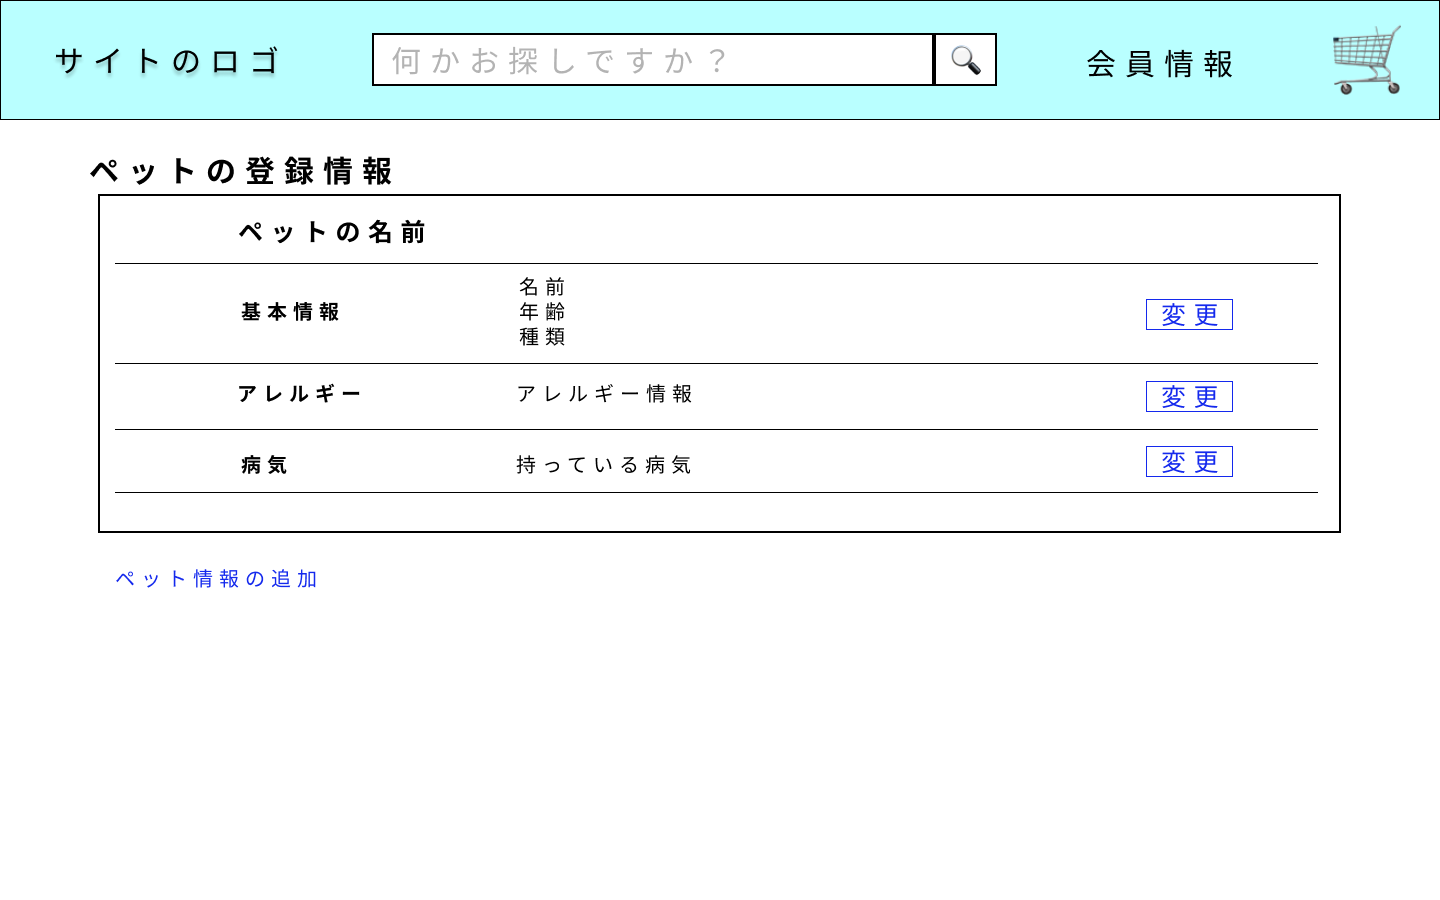 サイトのロゴ
何かお探しですか？
会員情報
ペットの登録情報
ペットの名前
基本情報
名前
年齢
種類
変更
アレルギー
アレルギー情報
変更
病気
持っている病気
変更
ペット情報の追加